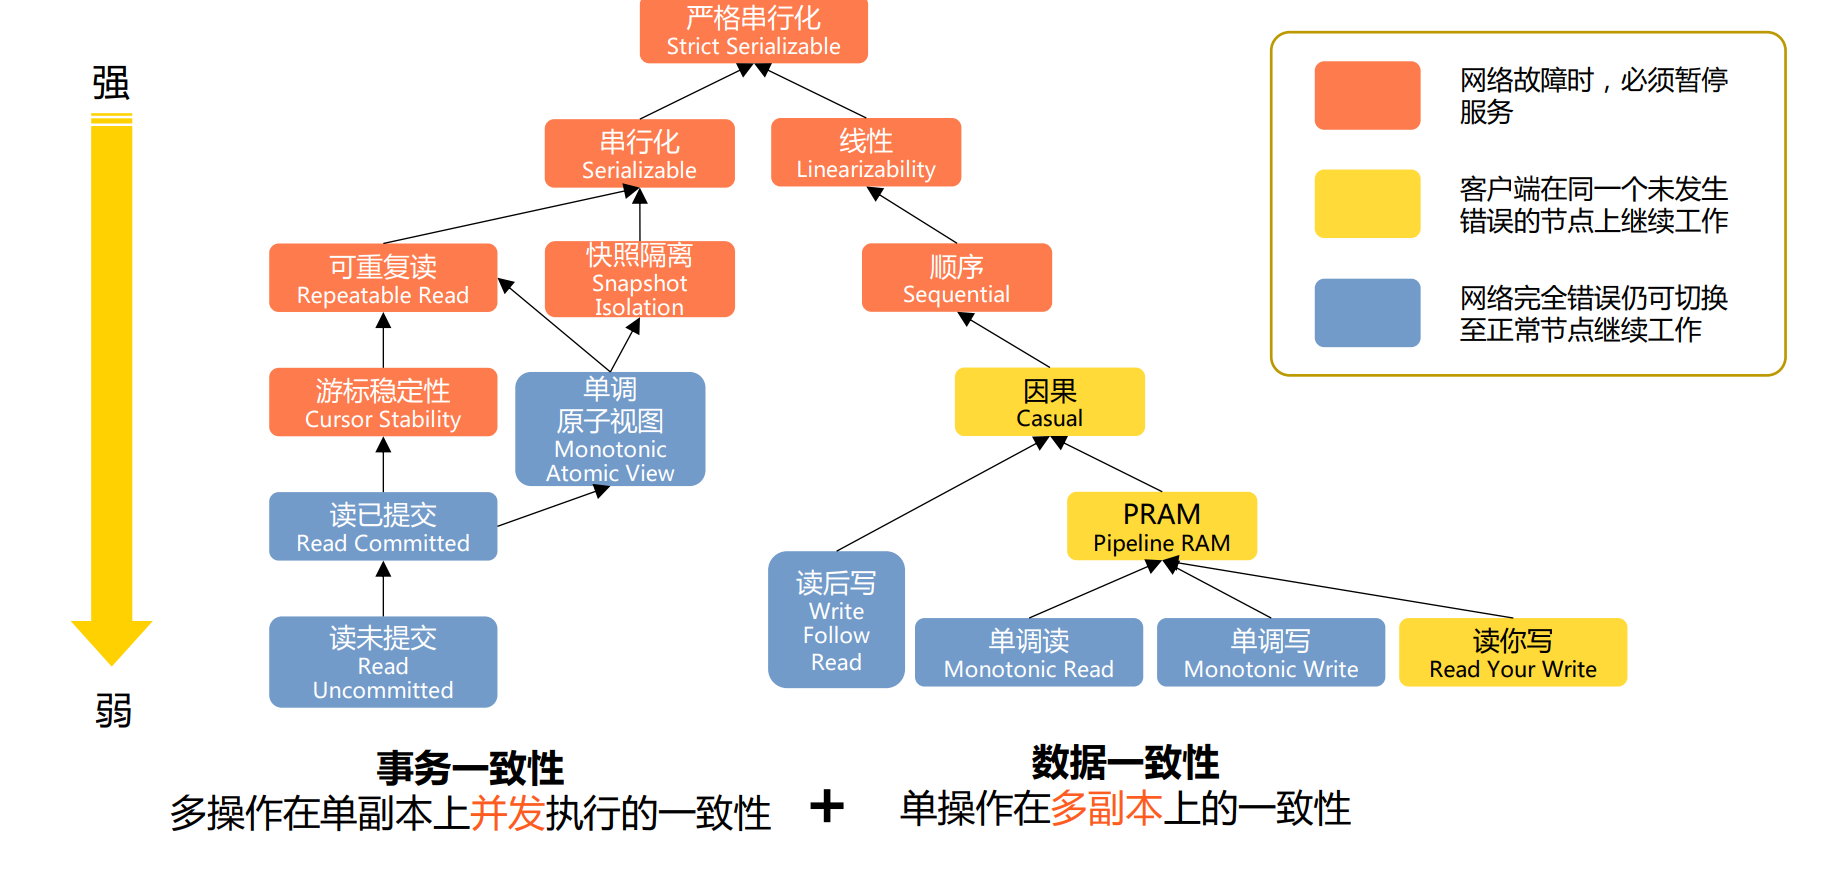 严格串行化
Strict Serializable
强
串行化
Serializable
线性
Linearizability
可重复读
Repeatable Read
快照隔离
Snapshot
Isolation
顺序
Sequential
游标稳定性
Cursor Stability
单调
原子视图
Monotonic
Atomic View
因果
Casual
读已提交
Read Committed
PRAM
Pipeline RAM
读未提交
Read
Uncommitted
读后写
Write
Follow
Read
单调读
Monotonic Read
单调写
Monotonic Write
读你写
Read Your Write
弱
网络故障时，必须暂停
服务
客户端在同一个未发生
错误的节点上继续工作
网络完全错误仍可切换
至正常节点继续工作
事务一致性
多操作在单副本上并发执行的一致性
+
数据一致性
单操作在多副本上的一致性